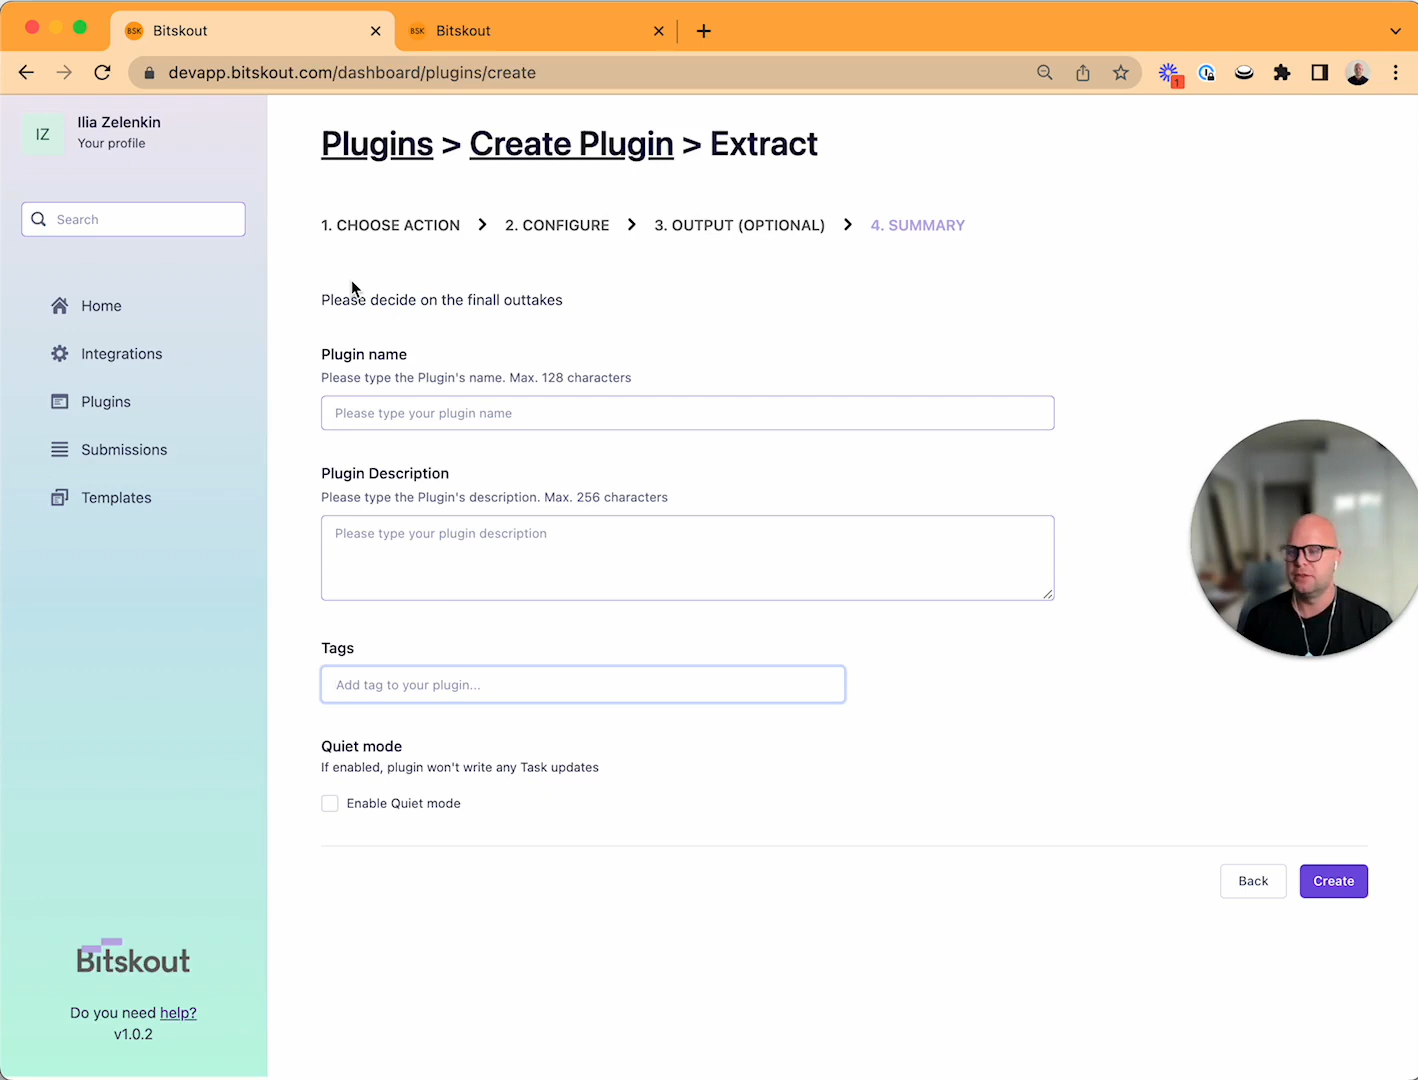 BSK Bitskout
BSK Bitskout
devapp.bitskout.com/dashboard/plugins/create
1
IZ
Ilia Zelenkin
Your profile
Search
Home
Integrations
Plugins
Submissions
Templates
Bitskout
Do you need help?
v1.0.2
Plugins > Create Plugin > Extract
1. CHOOSE ACTION
2. CONFIGURE
3. OUTPUT (OPTIONAL)
4. SUMMARY
Please decide on the finall outtakes
Plugin name
Please type the Plugin's name. Max. 128 characters
Please type your plugin name
Plugin Description
Please type the Plugin's description. Max. 256 characters
Please type your plugin description
Tags
Add tag to your plugin...
Quiet mode
If enabled, plugin won't write any Task updates
Enable Quiet mode
Back
Create